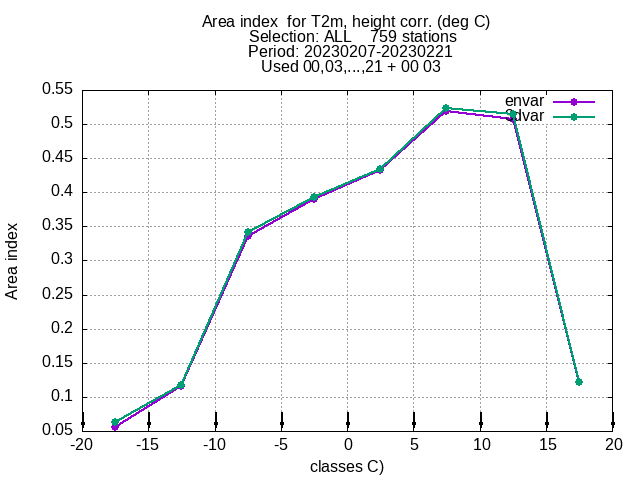 Area index  for T2m, height corr. (deg C)
Selection: ALL    759 stations
Period: 20230207-20230221
Used 00,03,...,21 + 00 03
0.55
0.5
0.45
0.4
0.35
0.3
0.25
0.2
0.15
0.1
0.05
Area index
envar
3dvar
-20 -15 -10 -5 0 5 10 15 20
classes C)